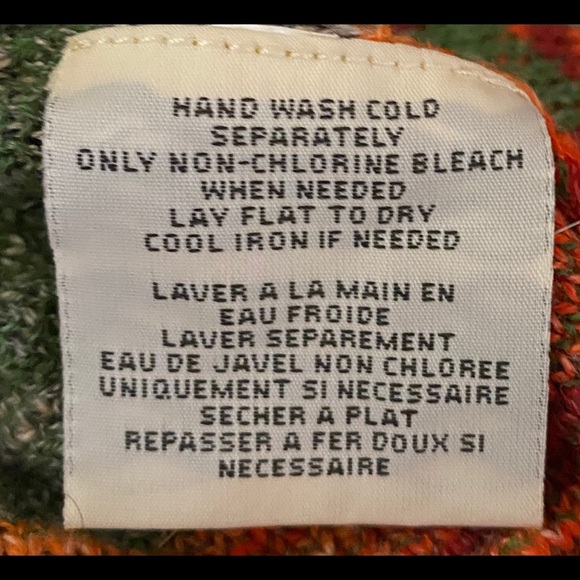 HAND WASH COLD
SEPARATELY
ONLY NON-CHLORINE BLEACH
WHEN NEEDED
LAY FLAT TO DRY
COOL IRON IF NEEDED
LAVER A LA MAIN EN
EAU FROIDE
LAVER SEPAREMENT
EAU DE JAVEL NON CHLOREE
UNIQUEMENT SI NECESSAIRE
SECHER A PLAT
REPASSER A FER DOUX SI
NECESSAIRE